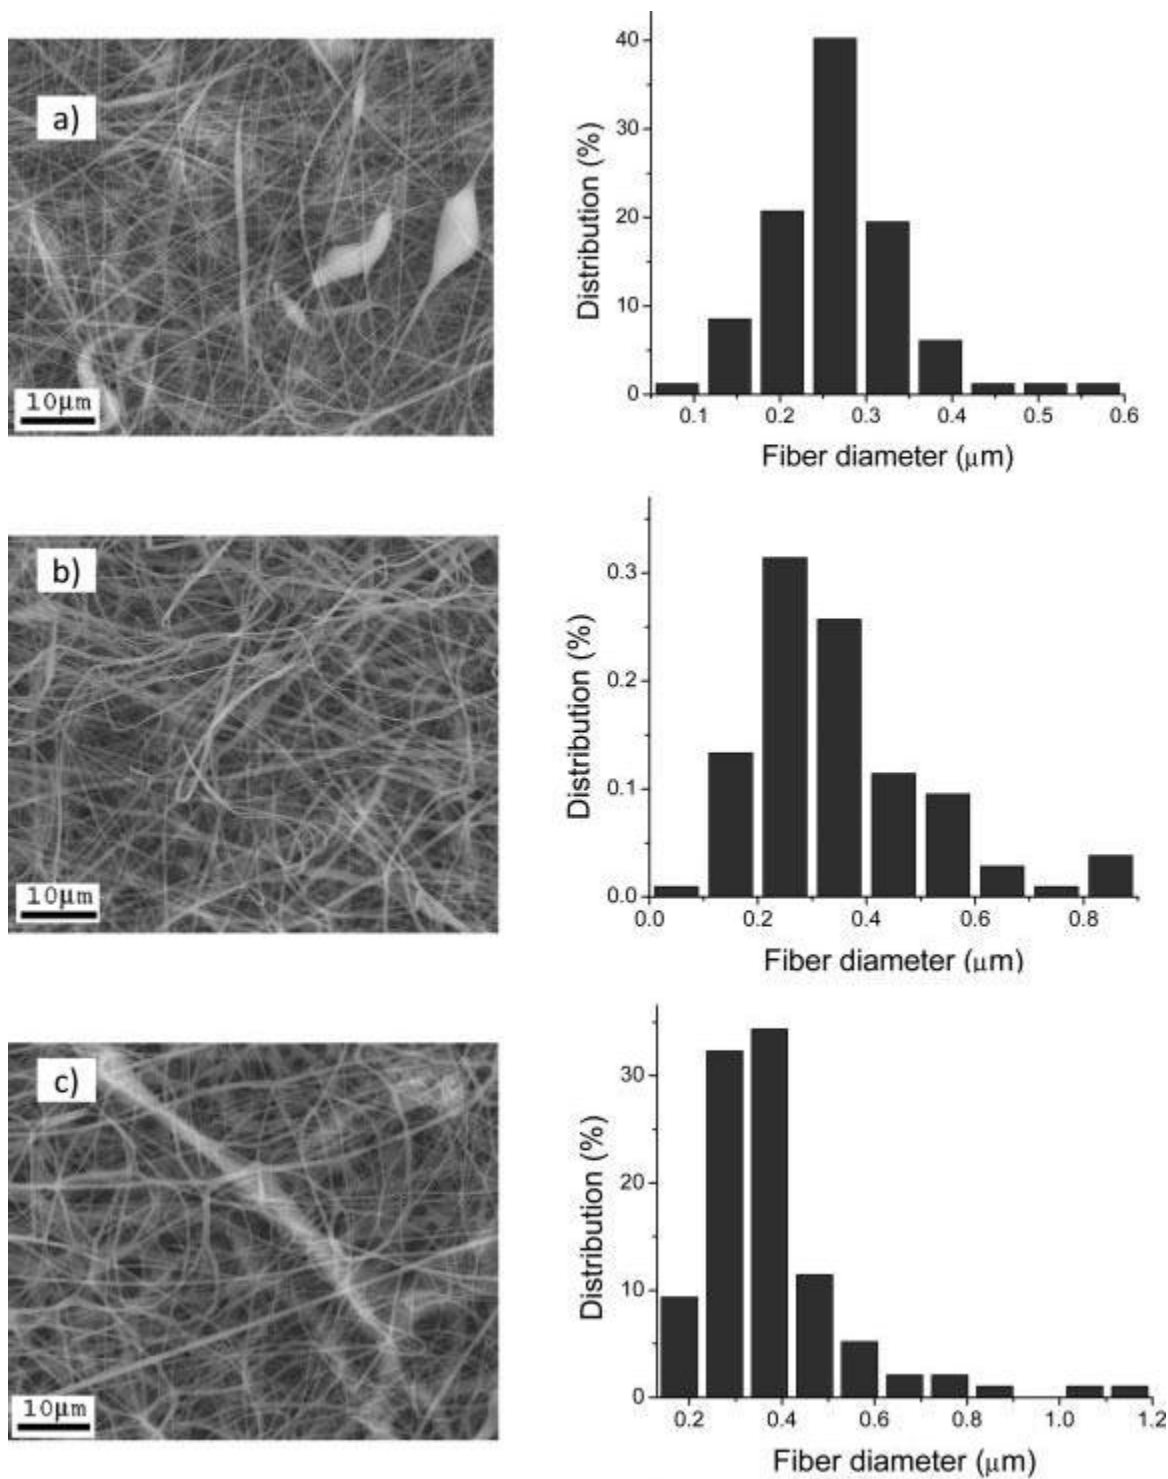 a)
10µm
40
30
20
10
0
Distribution (%)
0.1 0.2 0.3 0.4 0.5 0.6
Fiber diameter (µm)
b)
10µm
0.3
0.2
0.1
0.0
Distribution (%)
0.0 0.2 0.4 0.6 0.8
Fiber diameter (µm)
c)
10µm
30
20
10
0
Distribution (%)
0.2 0.4 0.6 0.8 1.0 1.2
Fiber diameter (µm)